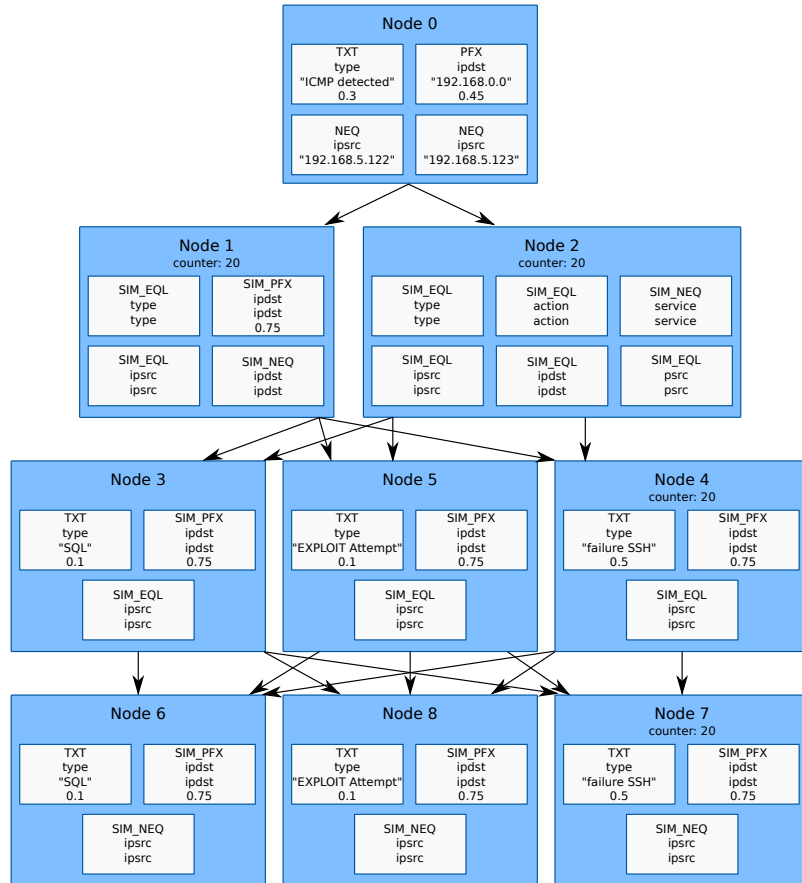 Node 0
TXT
type
"ICMP detected"
0.3
PFX
ipdst
"192.168.0.0"
0.45
NEQ
ipsrc
"192.168.5.122"
NEQ
ipsrc
"192.168.5.123"
Node 1
counter: 20
SIM_EQL
type
type
SIM_PFX
ipdst
ipdst
0.75
SIM_EQL
ipsrc
ipsrc
SIM_NEQ
ipdst
ipdst
Node 2
counter: 20
SIM_EQL
type
type
SIM_EQL
action
action
SIM_NEQ
service
service
SIM_EQL
ipsrc
ipsrc
SIM_EQL
ipdst
ipdst
SIM_EQL
psrc
psrc
Node 3
TXT
type
"SQL"
0.1
SIM_PFX
ipdst
ipdst
0.75
SIM_EQL
ipsrc
ipsrc
Node 5
TXT
type
"EXPLOIT Attempt"
0.1
SIM_PFX
ipdst
ipdst
0.75
SIM_EQL
ipsrc
ipsrc
Node 4
counter: 20
TXT
type
"failure SSH"
0.5
SIM_PFX
ipdst
ipdst
0.75
SIM_EQL
ipsrc
ipsrc
Node 6
TXT
type
"SQL"
0.1
SIM_PFX
ipdst
ipdst
0.75
SIM_NEQ
ipsrc
ipsrc
Node 8
TXT
type
"EXPLOIT Attempt"
0.1
SIM_PFX
ipdst
ipdst
0.75
SIM_NEQ
ipsrc
ipsrc
Node 7
counter: 20
TXT
type
"failure SSH"
0.5
SIM_PFX
ipdst
ipdst
0.75
SIM_NEQ
ipsrc
ipsrc